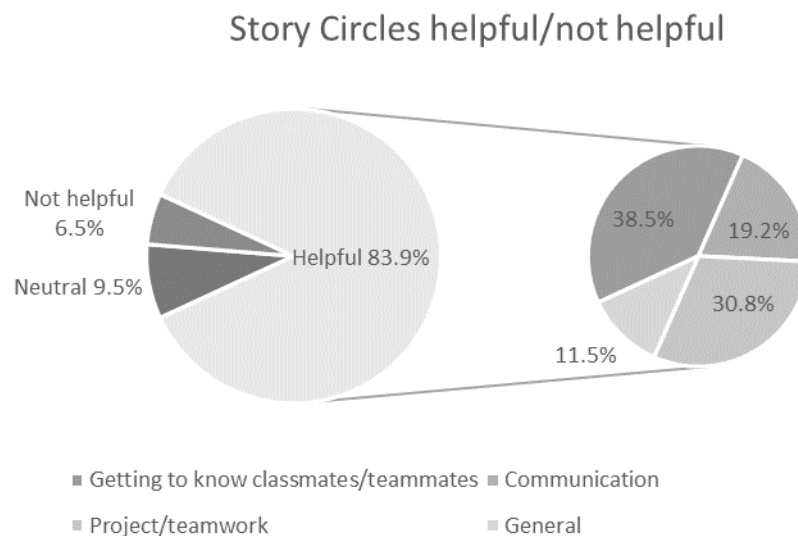 Story Circles helpful/not helpful
Not helpful
6.5%
Neutral 9.5%
Helpful 83.9%
38.5%
19.2%
30.8%
11.5%
Getting to know classmates/teammates
Communication
Project/teamwork
General